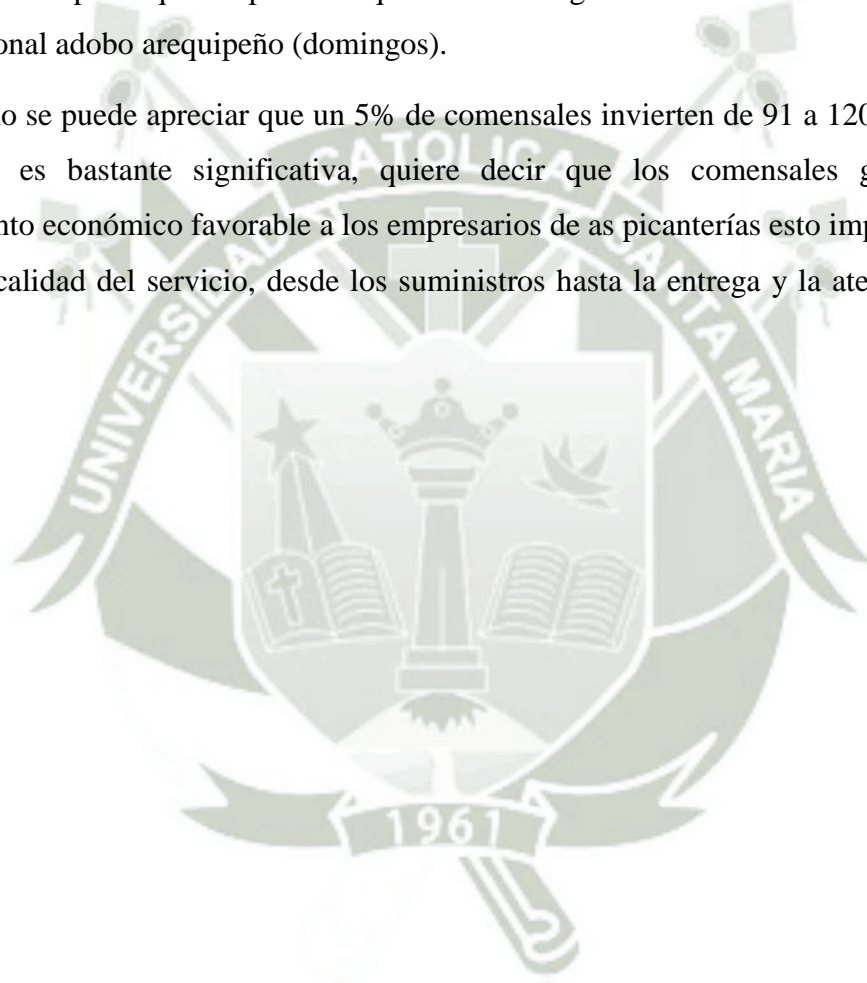 onal adobo arequipeño (domingos).
o se puede apreciar que un 5% de comensales invierten de 91 a 120
es bastante significativa, quiere decir que los comensales g
nto económico favorable a los empresarios de as picanterías esto imp
calidad del servicio, desde los suministros hasta la entrega y la ate
UNIVERSIDAD CATOLICA SANTA MARIA
1961